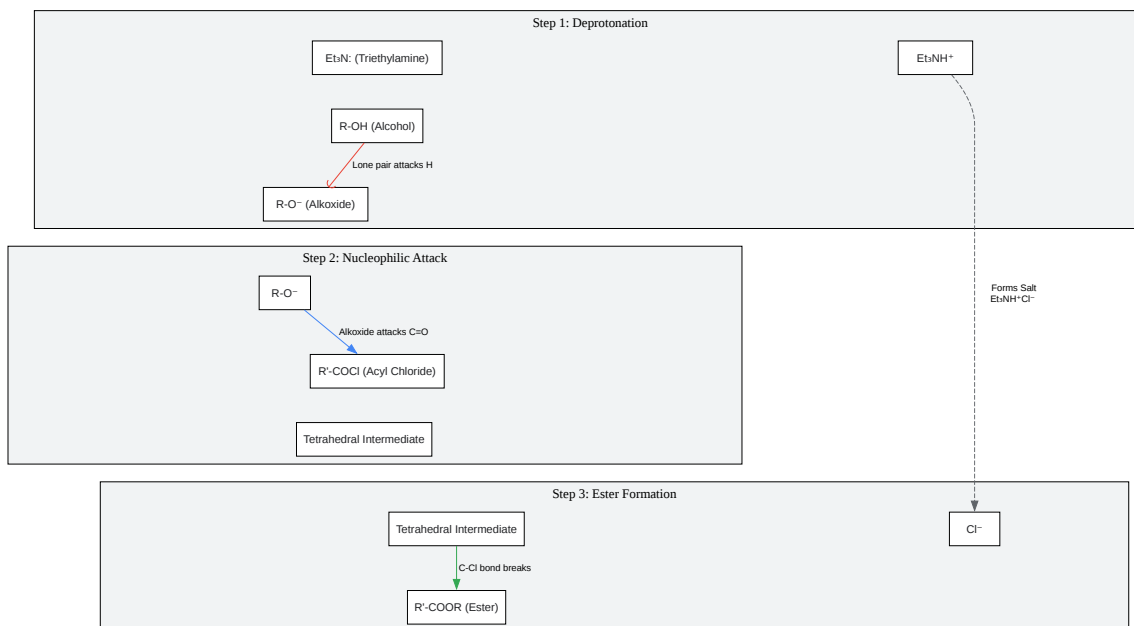 Step 1: Deprotonation
Et₃N: (Triethylamine)
Et₃NH⁺
R-OH (Alcohol)
Lone pair attacks H
R-O⁻ (Alkoxide)
Step 2: Nucleophilic Attack
R-O⁻
Alkoxide attacks C=O
R'-COCl (Acyl Chloride)
Tetrahedral Intermediate
Forms Salt
Et₃NH⁺Cl⁻
Step 3: Ester Formation
Tetrahedral Intermediate
Cl⁻
C-Cl bond breaks
R'-COOR (Ester)